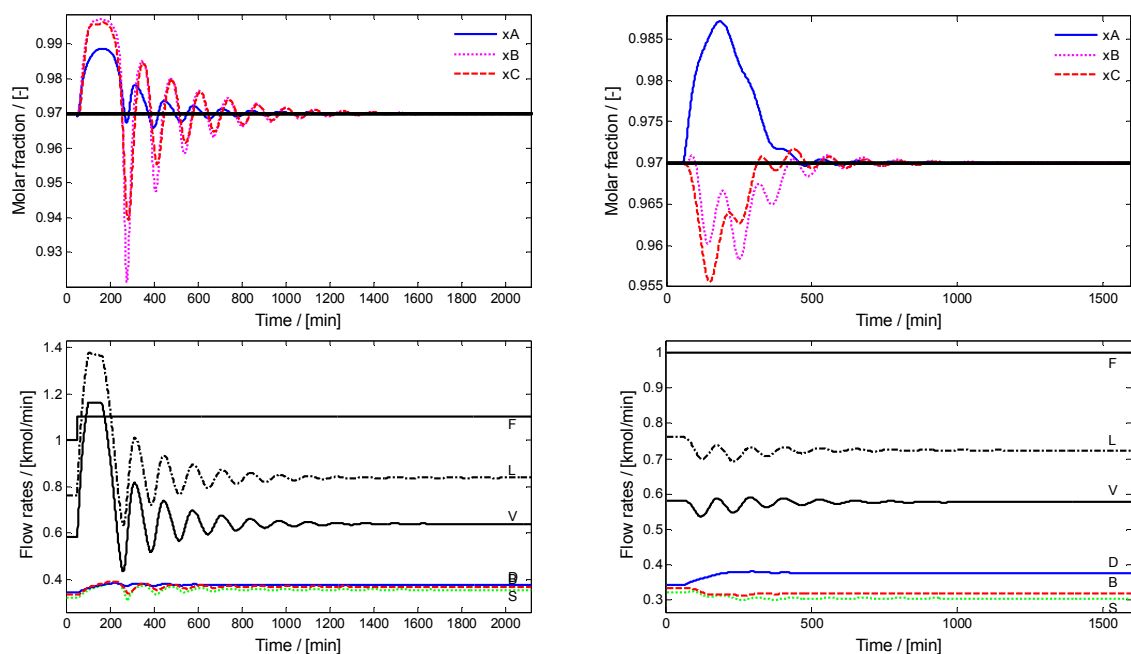 xA
xB
xC
0.99
0.98
0.97
0.96
0.95
0.94
0.93
Molar fraction / [-]
0 200 400 600 800 1000 1200 1400 1600 1800 2000
Time / [min]
xA
xB
xC
0.985
0.98
0.975
0.97
0.965
0.96
0.955
Molar fraction / [-]
0 500 1000 1500
Time / [min]
1.4
1.2
1
0.8
0.6
0.4
Flow rates / [kmol/min]
F
L
V
D
B
S
0 200 400 600 800 1000 1200 1400 1600 1800 2000
Time / [min]
1
0.9
0.8
0.7
0.6
0.5
0.4
0.3
Flow rates / [kmol/min]
F
L
V
D
B
S
0 500 1000 1500
Time / [min]